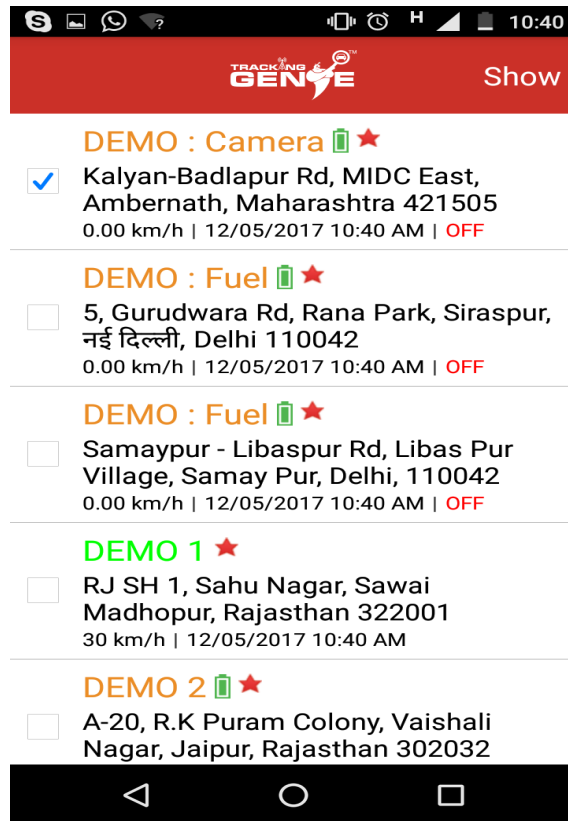 H 10:40
TRACKING
GENIE™
Show
DEMO : Camera
Kalyan-Badlapur Rd, MIDC East,
Ambernath, Maharashtra 421505
0.00 km/h | 12/05/2017 10:40 AM | OFF
DEMO : Fuel
5, Gurudwara Rd, Rana Park, Siraspur,
नई दिल्ली, Delhi 110042
0.00 km/h | 12/05/2017 10:40 AM | OFF
DEMO : Fuel
Samaypur - Libaspur Rd, Libas Pur
Village, Samay Pur, Delhi, 110042
0.00 km/h | 12/05/2017 10:40 AM | OFF
DEMO 1
RJ SH 1, Sahu Nagar, Sawai
Madhopur, Rajasthan 322001
30 km/h | 12/05/2017 10:40 AM
DEMO 2
A-20, R.K Puram Colony, Vaishali
Nagar, Jaipur, Rajasthan 302032